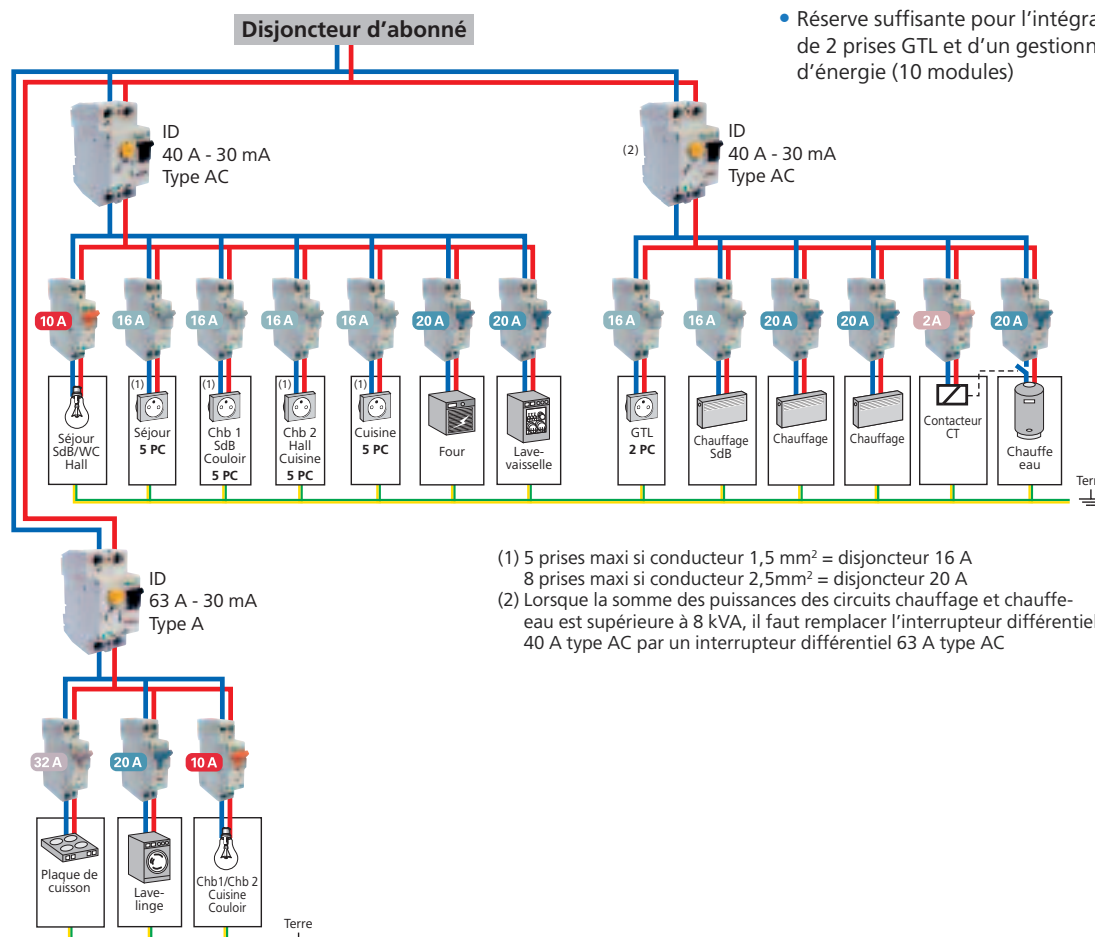 Disjoncteur d'abonné
• Réserve suffisante pour l'intégra
de 2 prises GTL et d'un gestionn
d'énergie (10 modules)
ID
40 A - 30 mA
Type AC
(2)
ID
40 A - 30 mA
Type AC
10 A
16 A
16 A
16 A
16 A
20 A
20 A
16 A
16 A
20 A
20 A
2 A
20 A
Séjour
SdB/WC
Hall
(1)
Séjour
5 PC
(1)
Chb 1
SdB
Couloir
5 PC
(1)
Chb 2
Hall
Cuisine
5 PC
(1)
Cuisine
5 PC
Four
Lave-
vaisselle
GTL
2 PC
Chauffage
SdB
Chauffage
Chauffage
Contacteur
CT
Chauffe
eau
Terr
ID
63 A - 30 mA
Type A
(1) 5 prises maxi si conducteur 1,5 mm² = disjoncteur 16 A
8 prises maxi si conducteur 2,5mm² = disjoncteur 20 A
(2) Lorsque la somme des puissances des circuits chauffage et chauffe-
eau est supérieure à 8 kVA, il faut remplacer l'interrupteur différentiel
40 A type AC par un interrupteur différentiel 63 A type AC
32 A
20 A
10 A
Plaque de
cuisson
Lave-
linge
Chb1/Chb 2
Cuisine
Couloir
Terre